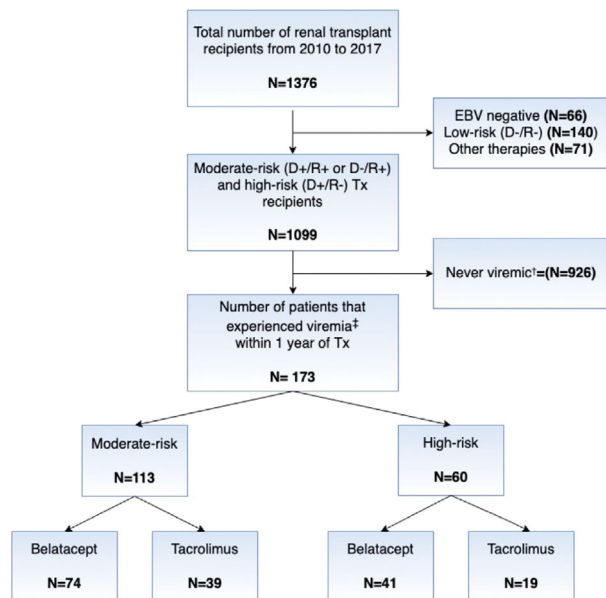 Total number of renal transplant
recipients from 2010 to 2017
N=1376
EBV negative (N=66)
Low-risk (D-/R-) (N=140)
Other therapies (N=71)
Moderate-risk (D+/R+ or D-/R+)
and high-risk (D+/R-) Tx
recipients
N=1099
Never viremic†=(N=926)
Number of patients that
experienced viremia‡
within 1 year of Tx
N= 173
Moderate-risk
N=113
High-risk
N=60
Belatacept
N=74
Tacrolimus
N=39
Belatacept
N=41
Tacrolimus
N=19